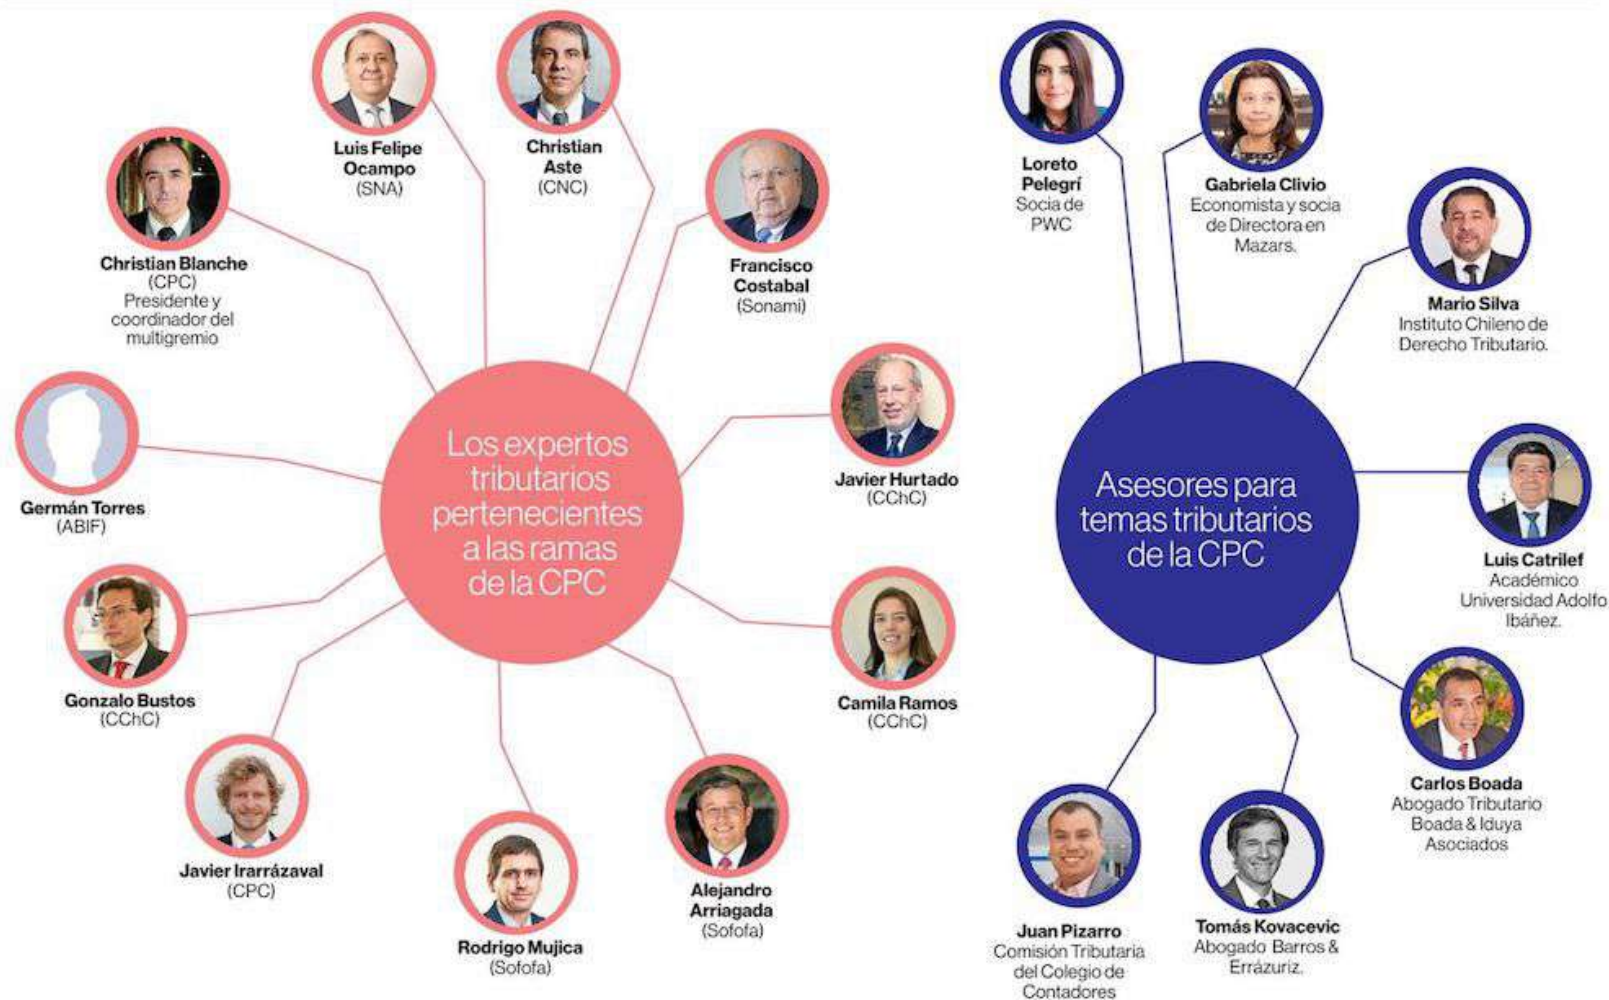 Luis Felipe
Ocampo
(SNA)
Christian
Aste
(CNC)
Christian Blanche
(CPC)
Presidente y
coordinador del
multigremio
Francisco
Costabal
(Sonami)
Germán Torres
(ABIF)
Javier Hurtado
(CChC)
Los expertos
tributarios
pertenecientes
a las ramas
de la CPC
Gonzalo Bustos
(CChC)
Camila Ramos
(CChC)
Javier Irarrázaval
(CPC)
Rodrigo Mujica
(Sofofa)
Alejandro
Arriagada
(Sofofa)
Loreto
Pelegrí
Socia de
PWC
Gabriela Clivio
Economista y socia
de Directora en
Mazars.
Mario Silva
Instituto Chileno de
Derecho Tributario.
Asesores para
temas tributarios
de la CPC
Luis Catrilef
Académico
Universidad Adolfo
Ibáñez.
Carlos Boada
Abogado Tributario
Boada & Iduya
Asociados
Juan Pizarro
Comisión Tributaria
del Colegio de
Contadores
Tomás Kovacevic
Abogado Barros &
Errázuriz.